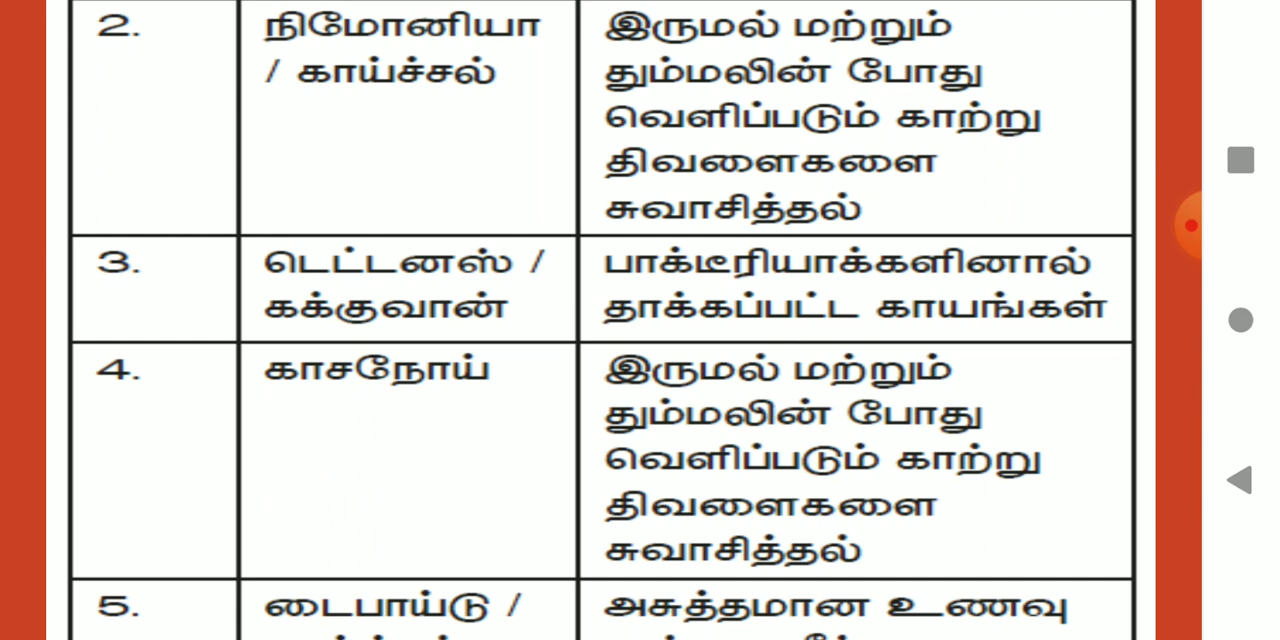 2. நிமோனியா இருமல் மற்றும்
/ காய்ச்சல் தும்மலின் போது
வெளிப்படும் காற்று
திவளைகளை
சுவாசித்தல்
3. டெட்டனஸ் / பாக்டீரியாக்களினால்
கக்குவான் தாக்கப்பட்ட காயங்கள்
4. காசநோய் இருமல் மற்றும்
தும்மலின் போது
வெளிப்படும் காற்று
திவளைகளை
சுவாசித்தல்
5. டைபாய்டு / அசுத்தமான உணவு